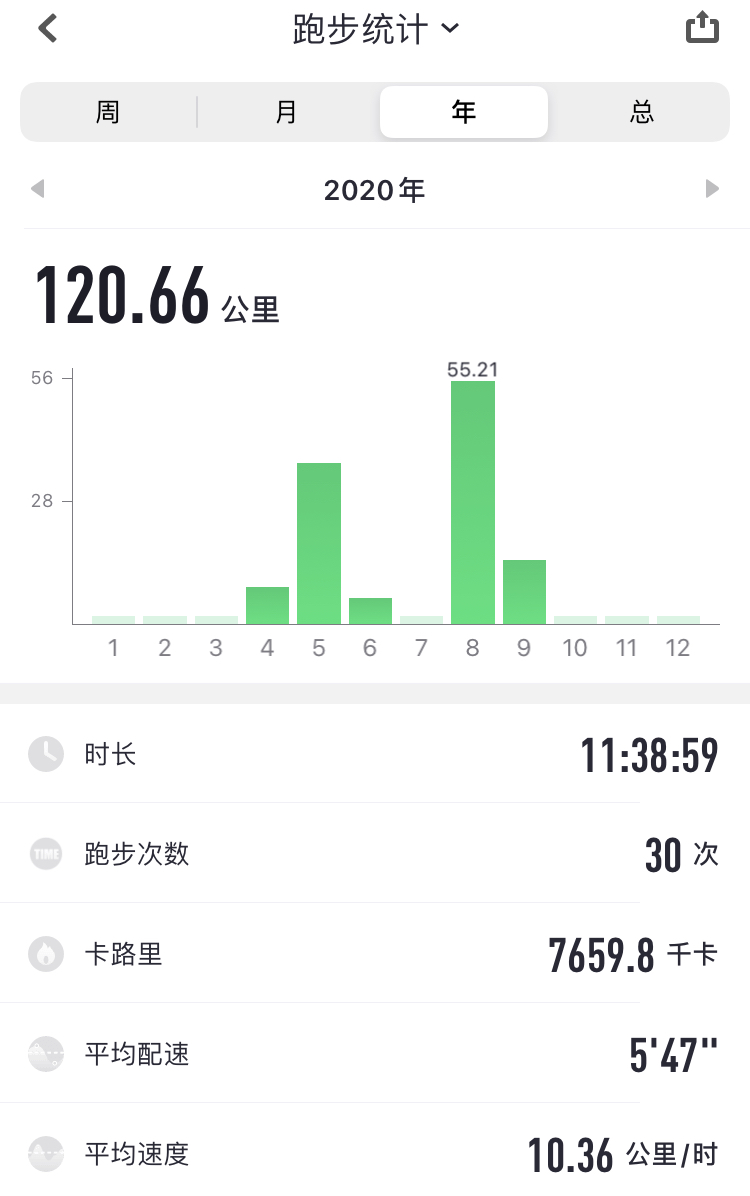 跑步统计
周 月 年 总
2020年
120.66 公里
55.21
56
28
1 2 3 4 5 6 7 8 9 10 11 12
时长 11:38:59
TIME 跑步次数 30 次
卡路里 7659.8 千卡
平均配速 5'47"
平均速度 10.36 公里/时